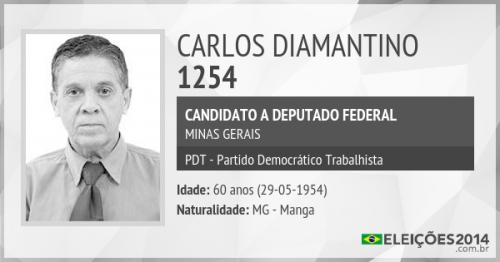 CARLOS DIAMANTINO
1254
CANDIDATO A DEPUTADO FEDERAL
MINAS GERAIS
PDT - Partido Democrático Trabalhista
Idade: 60 anos (29-05-1954)
Naturalidade: MG - Manga
ELEIÇÕES2014
.com.br